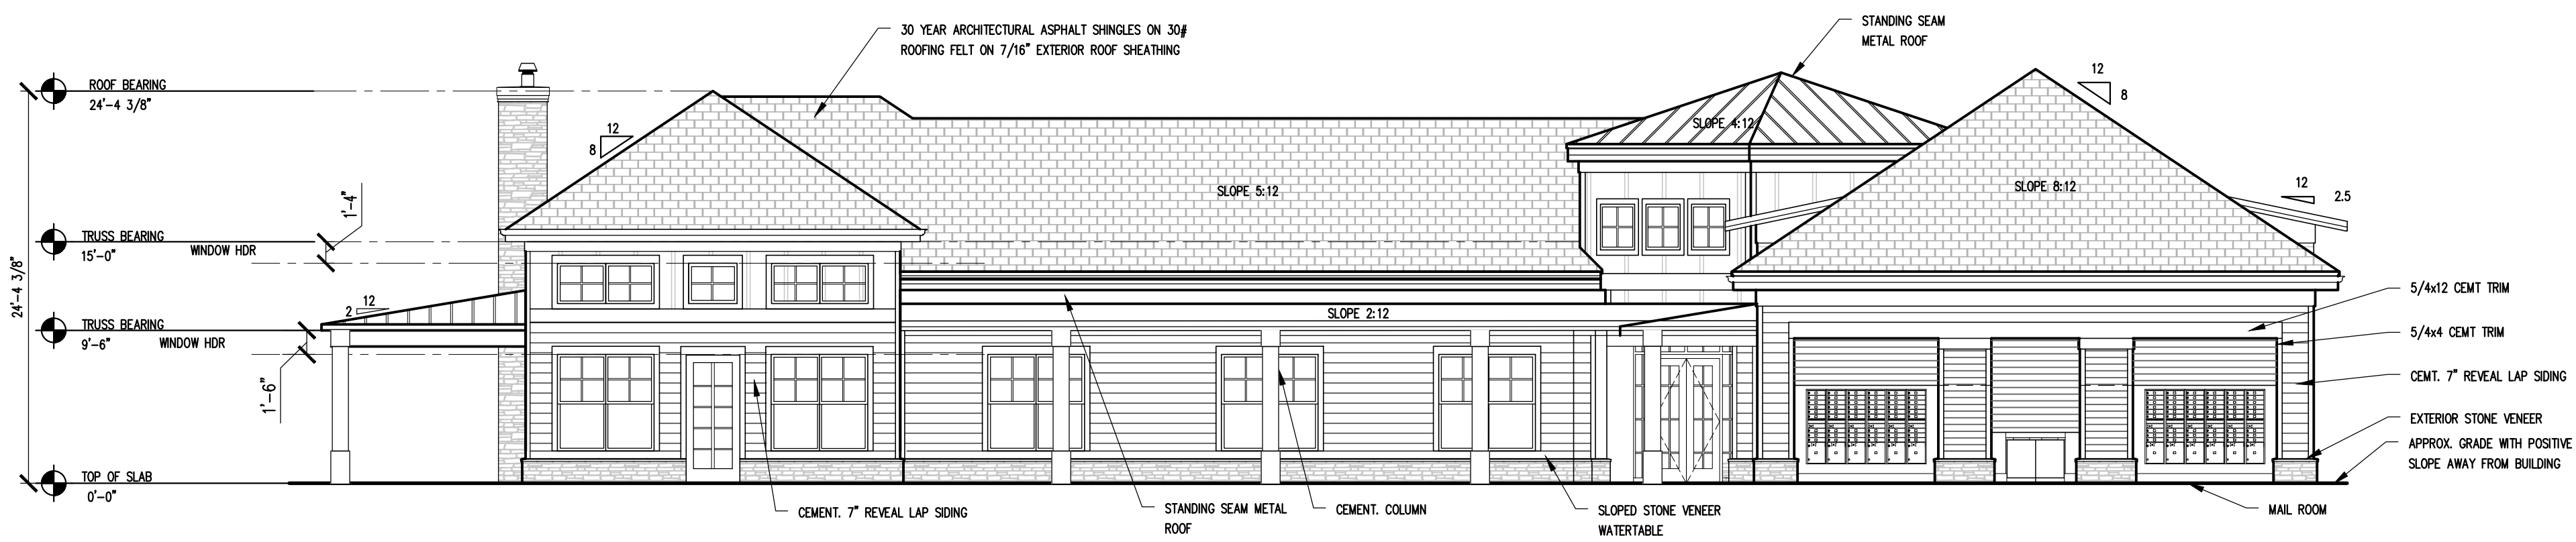 30 YEAR ARCHITECTURAL ASPHALT SHINGLES ON 30#
ROOFING FELT ON 7/16" EXTERIOR ROOF SHEATHING
STANDING SEAM
METAL ROOF
ROOF BEARING
24'-4 3/8"
12
8
12
8
SLOPE 4:12
SLOPE 5:12
SLOPE 8:12
12
2.5
1'-4"
TRUSS BEARING
15'-0"
WINDOW HDR
24'-4 3/8"
12
2
SLOPE 2:12
TRUSS BEARING
9'-6"
WINDOW HDR
1'-6"
5/4x12 CEMT TRIM
5/4x4 CEMT TRIM
CEMT. 7" REVEAL LAP SIDING
EXTERIOR STONE VENEER
APPROX. GRADE WITH POSITIVE
SLOPE AWAY FROM BUILDING
TOP OF SLAB
0'-0"
CEMENT. 7" REVEAL LAP SIDING
STANDING SEAM METAL
ROOF
CEMENT. COLUMN
SLOPED STONE VENEER
WATERTABLE
MAIL ROOM